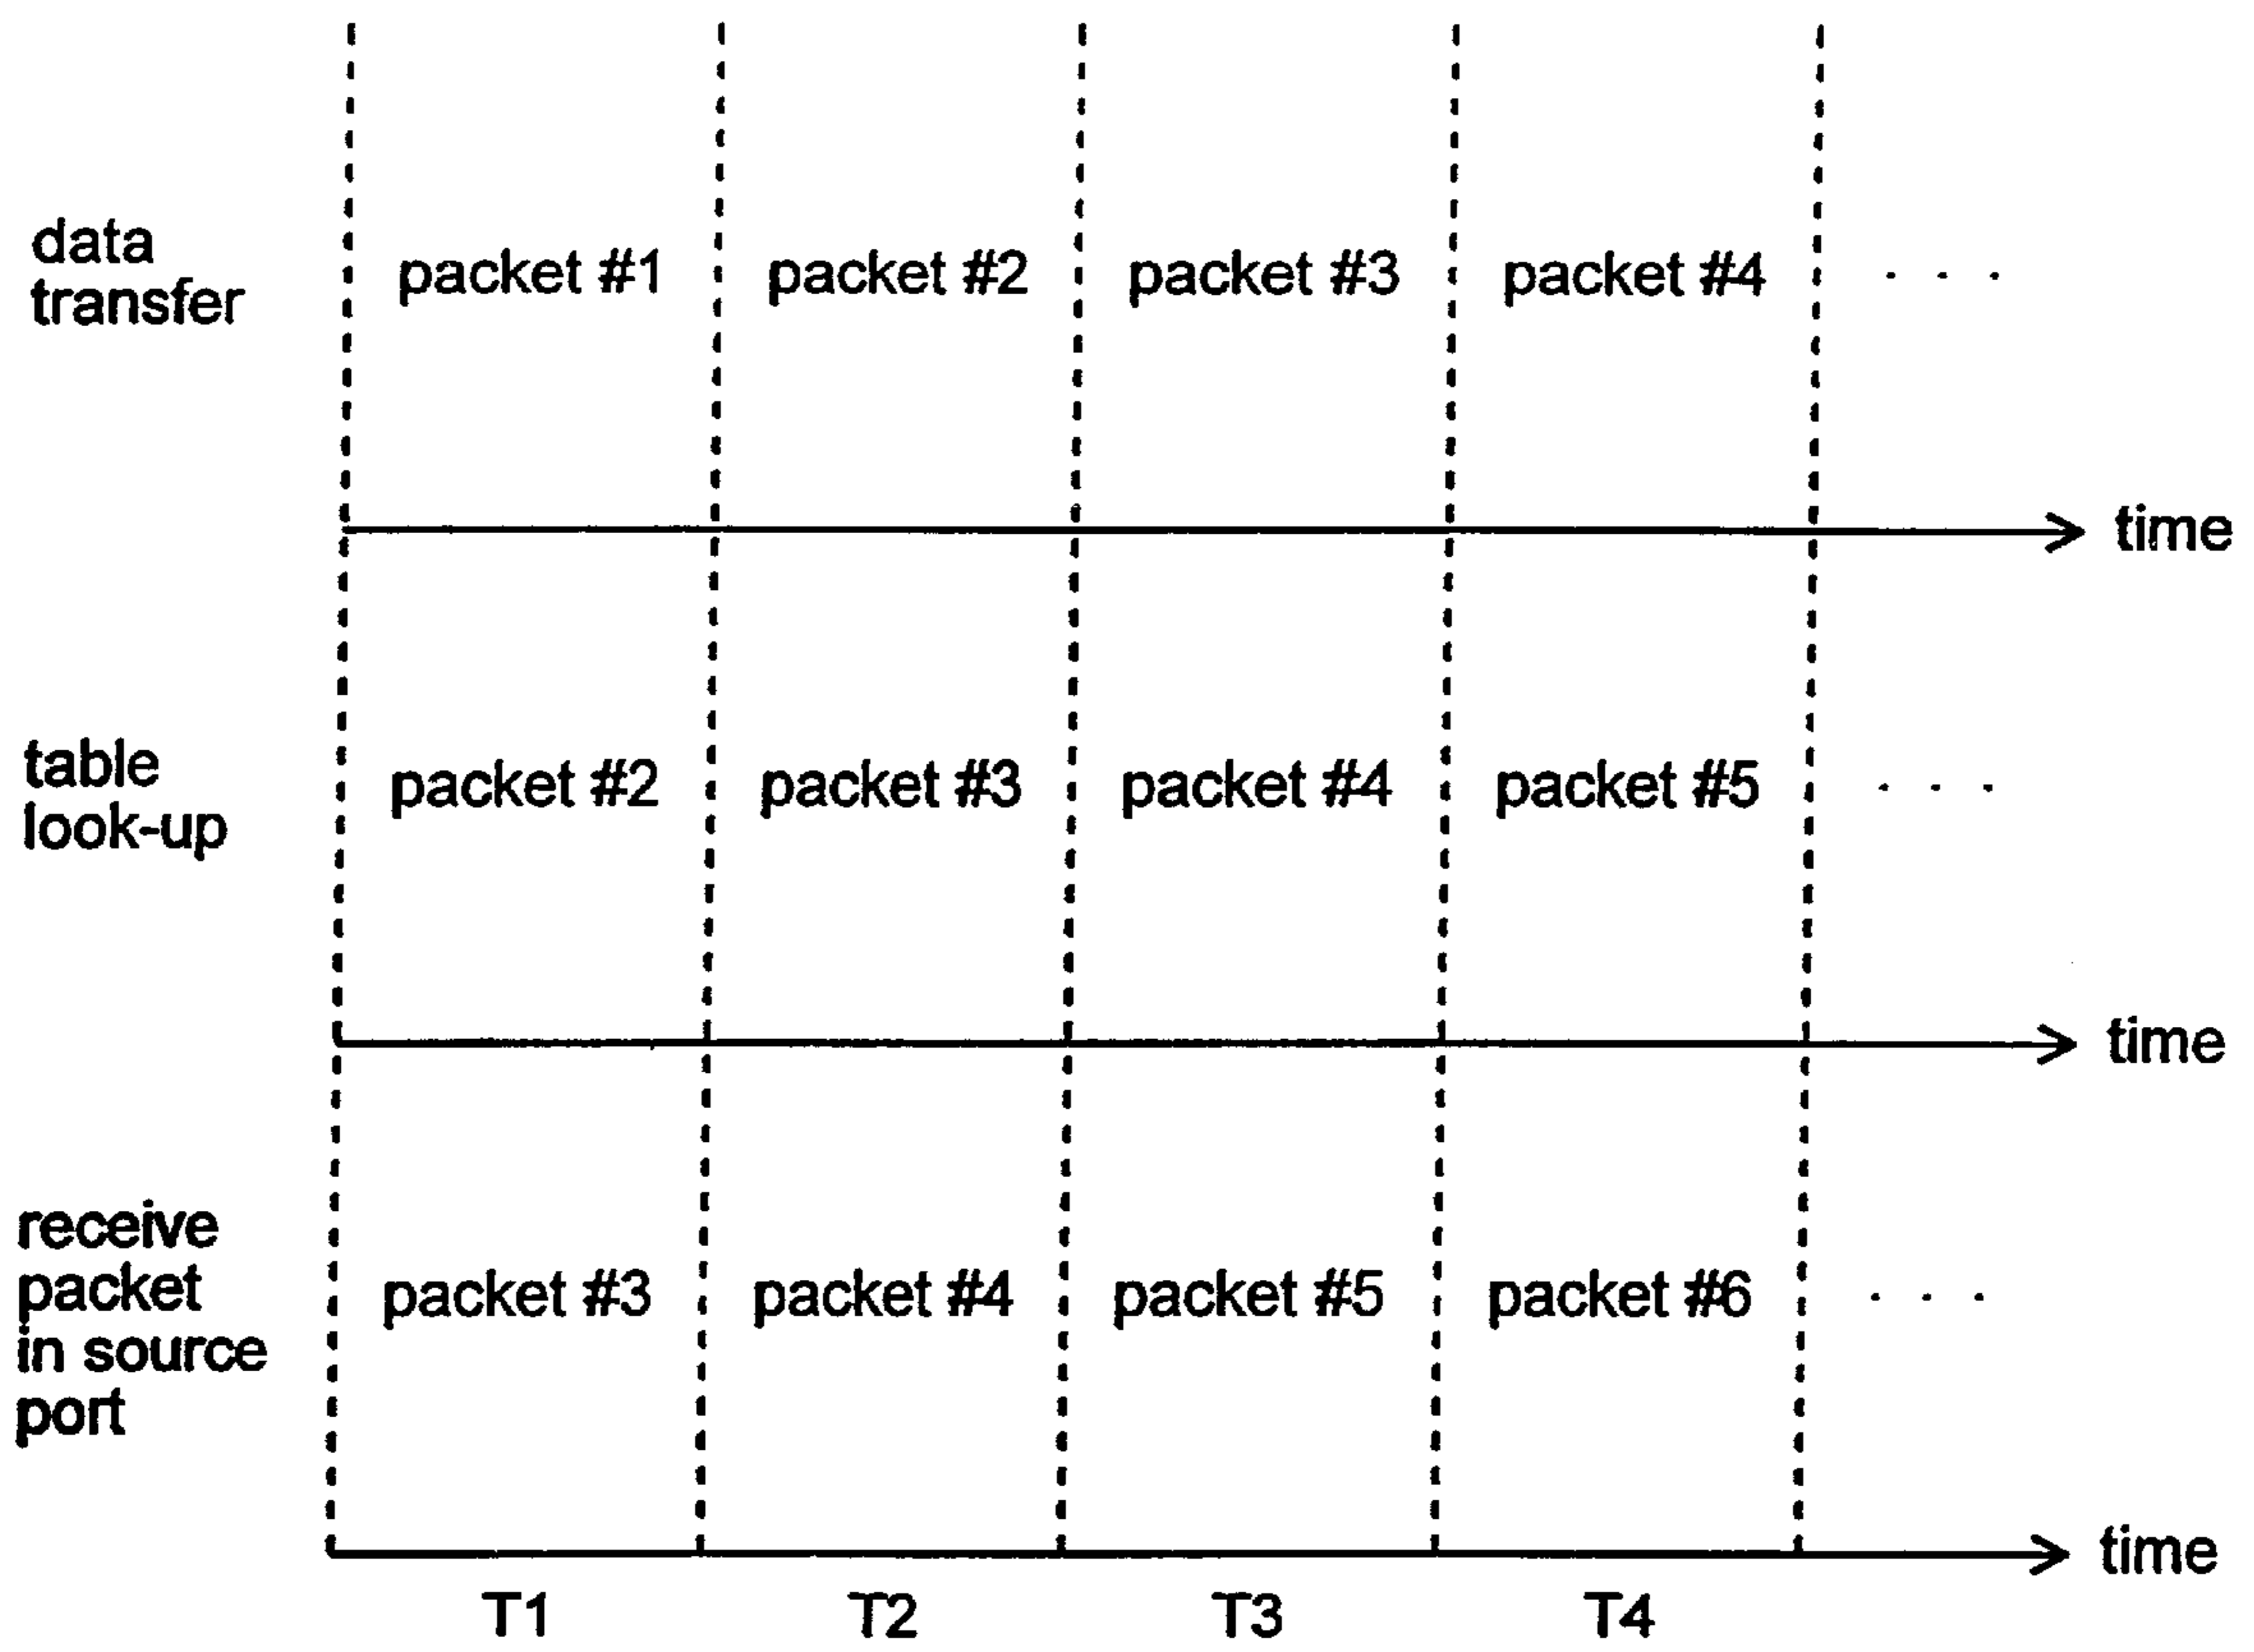 data
transfer
packet #1 packet #2 packet #3 packet #4 . . .
time
table
look-up
packet #2 packet #3 packet #4 packet #5 . . .
time
receive
packet
in source
port
packet #3 packet #4 packet #5 packet #6 . . .
time
T1 T2 T3 T4